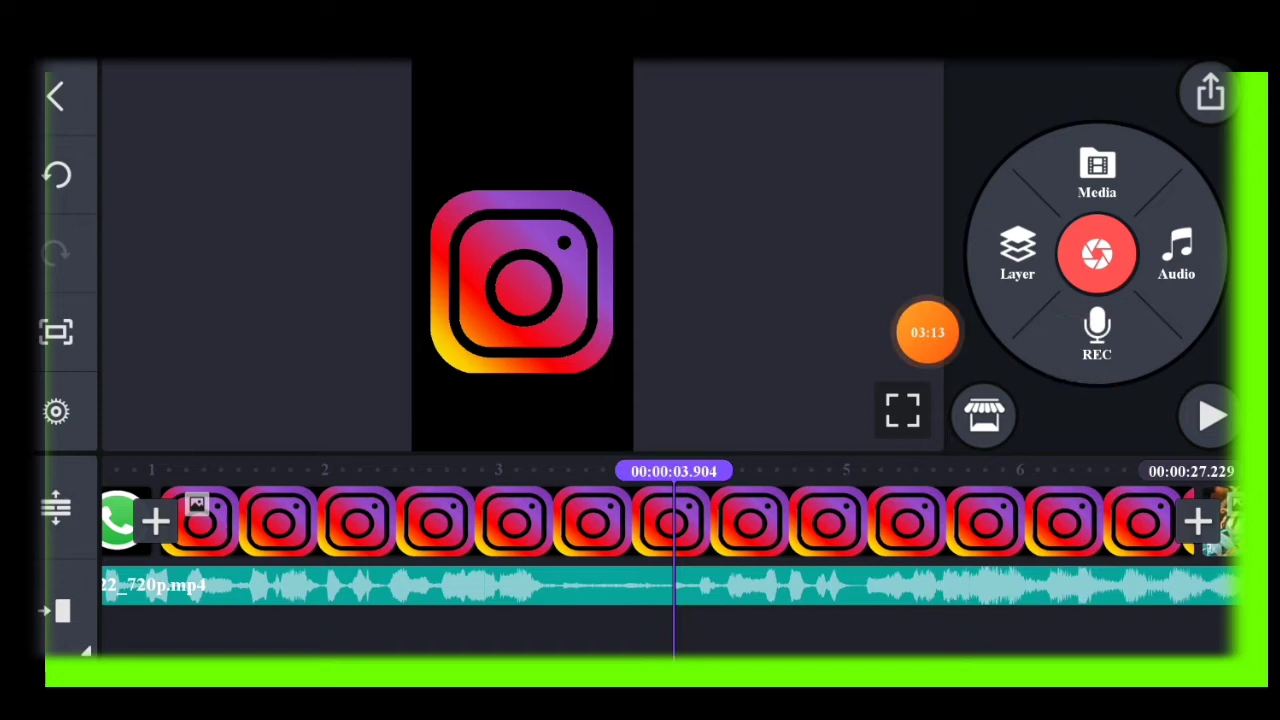 Media
Layer
Audio
03:13
REC
1
2
3
00:00:03.904
5
6
00:00:27.229
22_720p.mp4